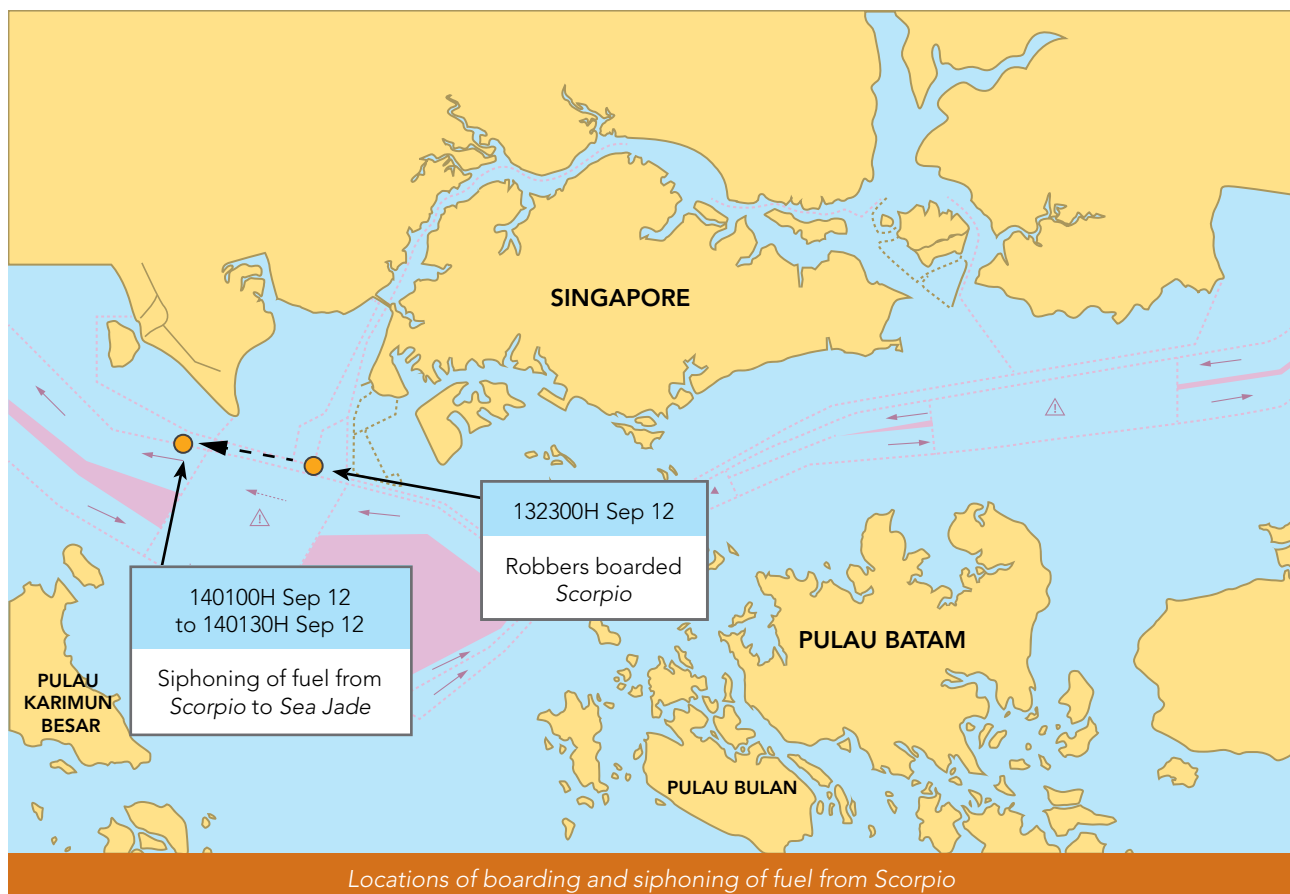 SINGAPORE
132300H Sep 12
Robbers boarded
Scorpio
140100H Sep 12
to 140130H Sep 12
Siphoning of fuel from
Scorpio to Sea Jade
PULAU
KARIMUN
BESAR
PULAU BATAM
PULAU BULAN
Locations of boarding and siphoning of fuel from Scorpio